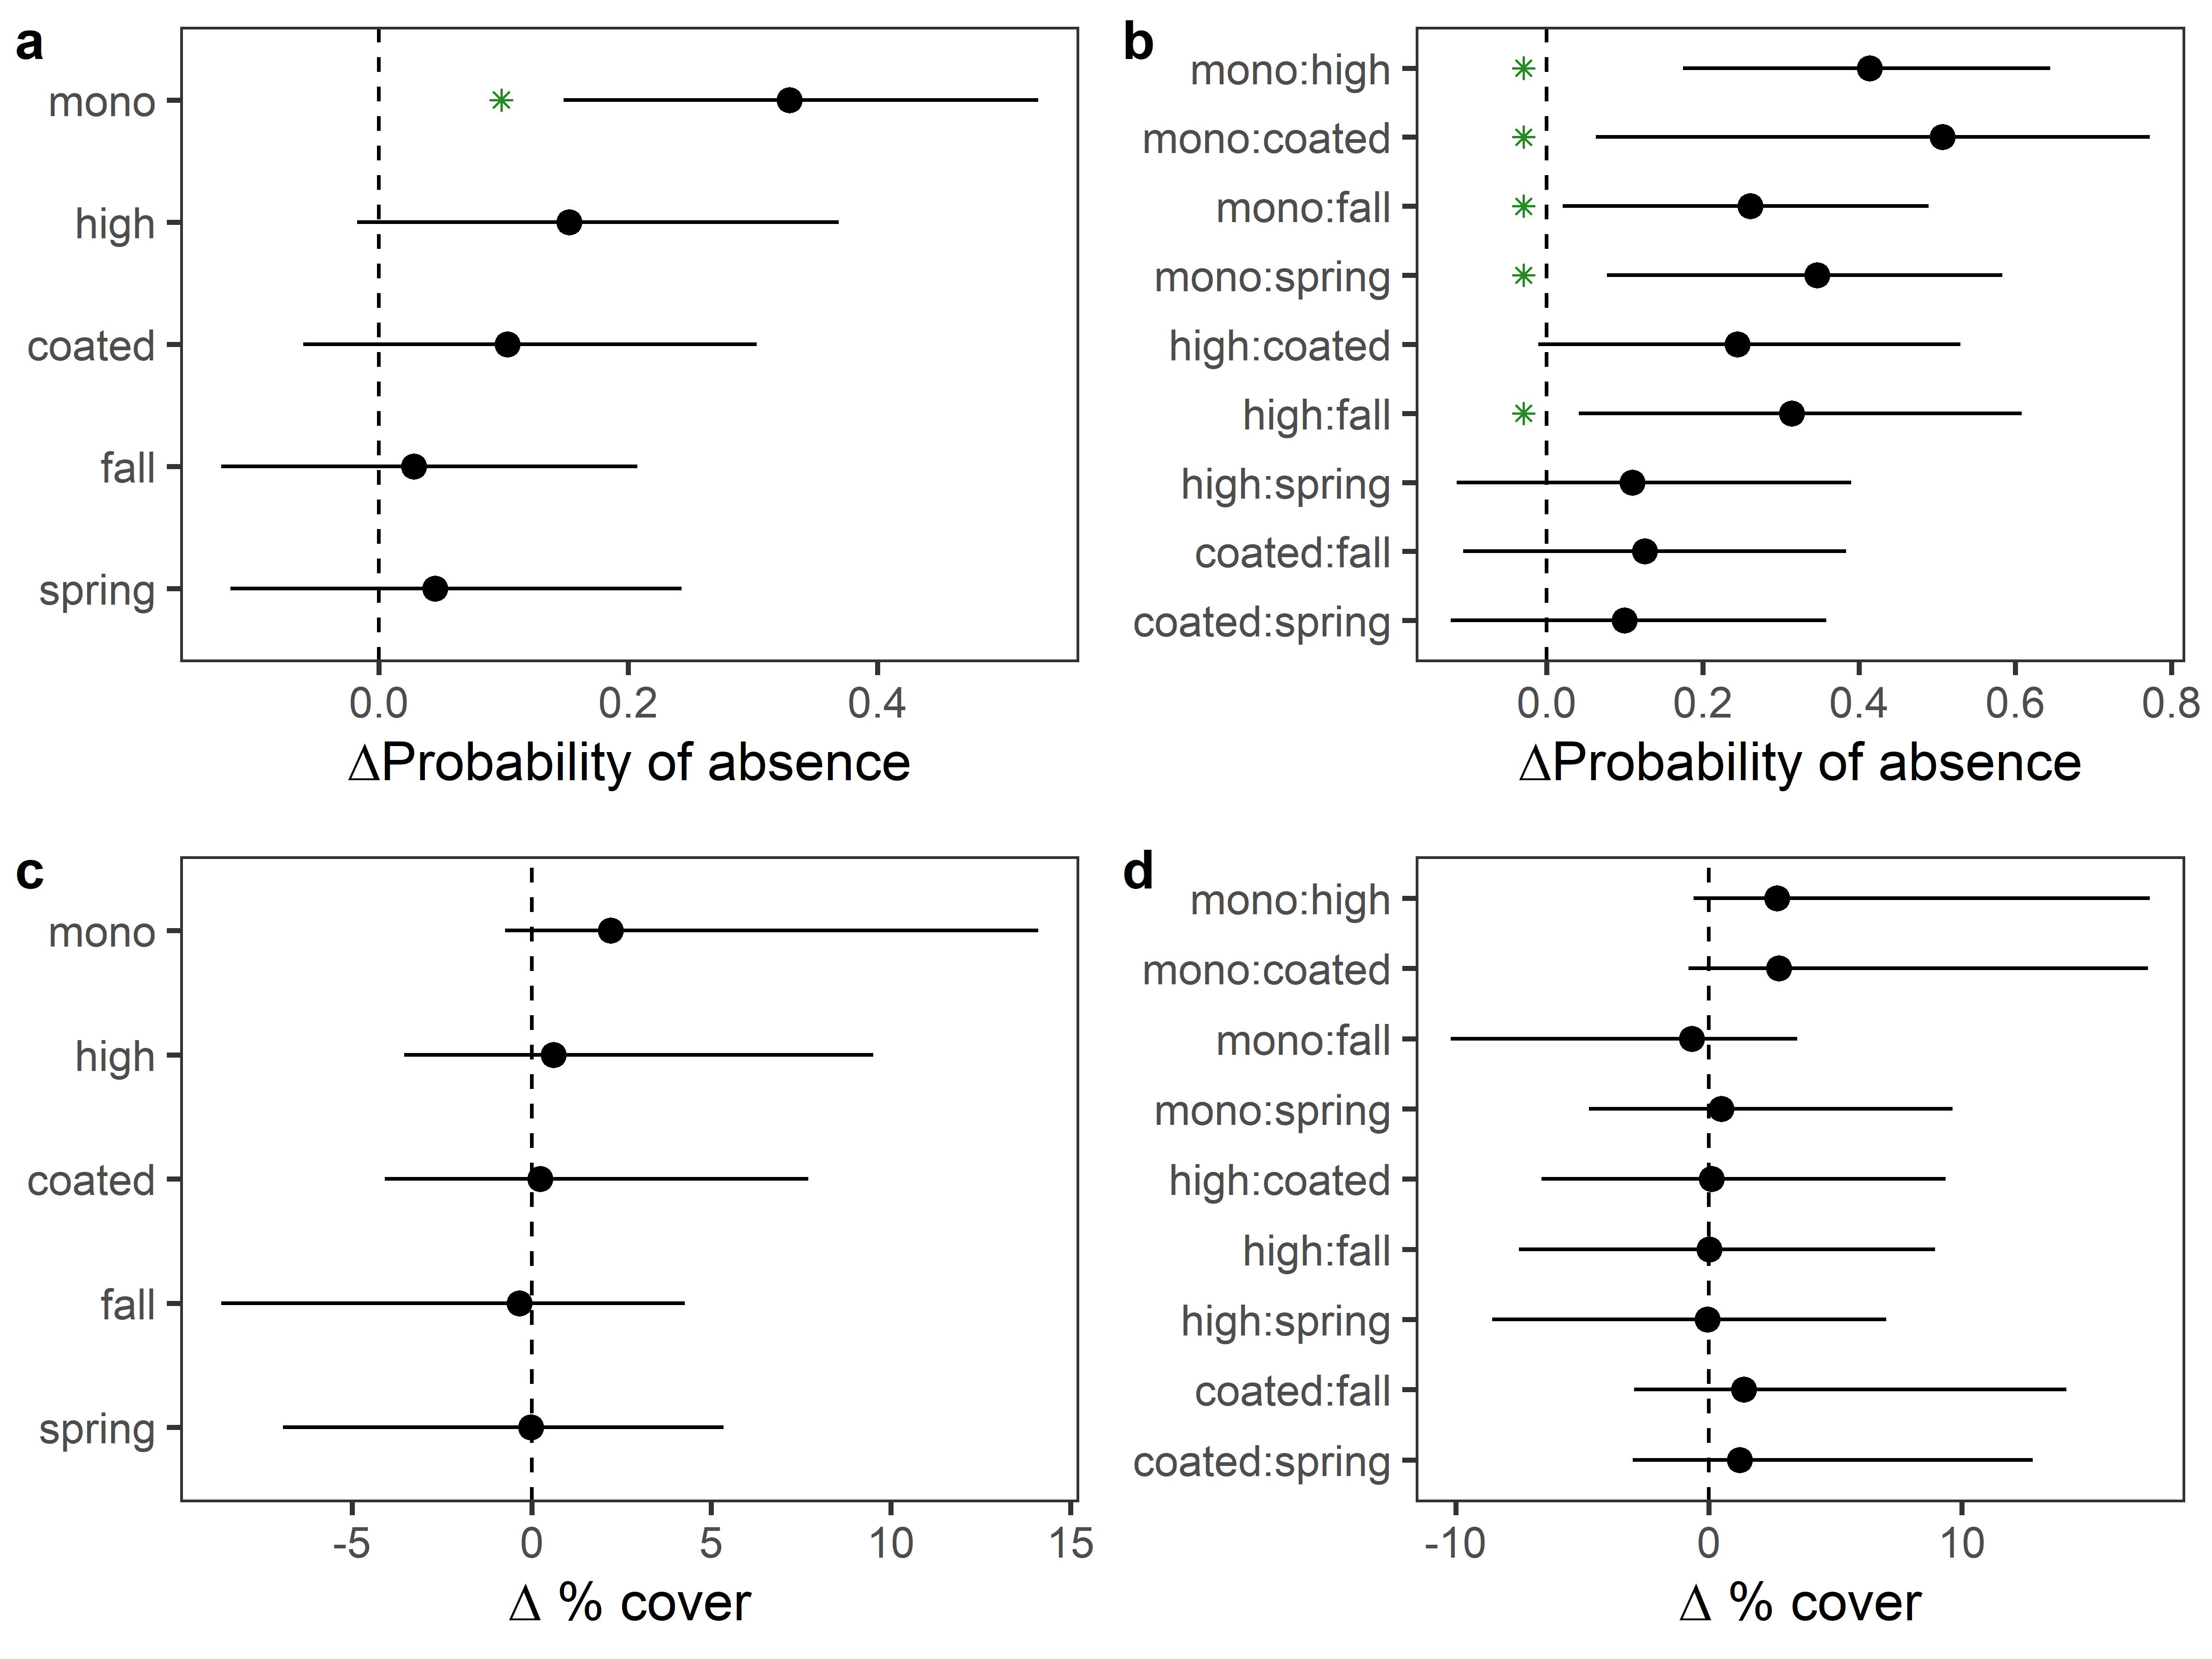 a
mono
high
coated
fall
spring
0.0 0.2 0.4
ΔProbability of absence
b
mono:high
mono:coated
mono:fall
mono:spring
high:coated
high:fall
high:spring
coated:fall
coated:spring
0.0 0.2 0.4 0.6 0.8
ΔProbability of absence
c
mono
high
coated
fall
spring
-5 0 5 10 15
Δ % cover
d
mono:high
mono:coated
mono:fall
mono:spring
high:coated
high:fall
high:spring
coated:fall
coated:spring
-10 0 10
Δ % cover